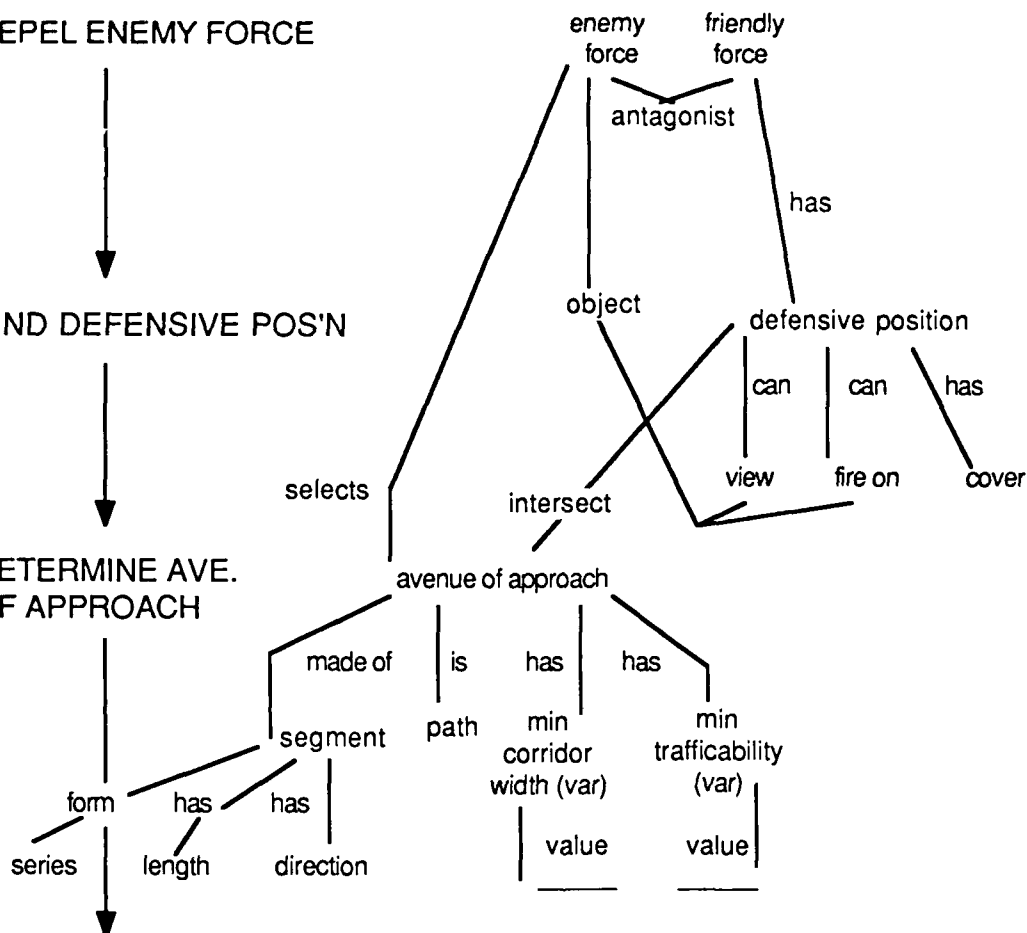 EPEL ENEMY FORCE
enemy
force
friendly
force
antagonist
has
object
ND DEFENSIVE POS'N
defensive position
can
can
has
view
fire on
cover
selects
intersect
ETERMINE AVE.
F APPROACH
avenue of approach
made of
is
has
has
segment
path
min
corridor
width (var)
min
trafficability
(var)
form
has
has
value
value
series
length
direction